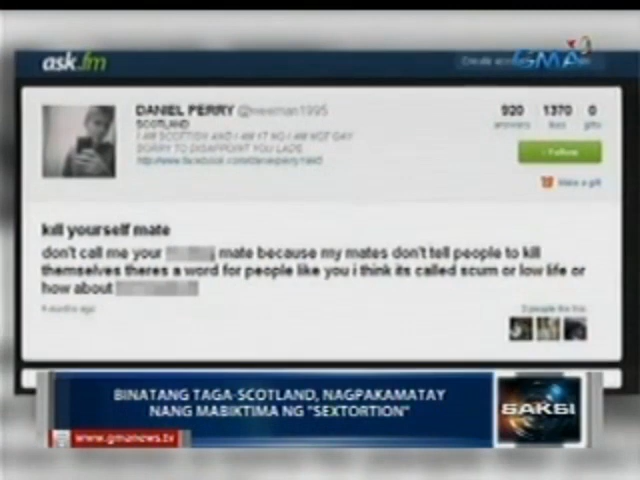 ask.fm
GMA
DANIEL PERRY
SCOTLAND
I AM SCOTTISH AND I AM 17 NO I AM NOT GAY
SORRY TO DISAPPOINT YOU LADS
920 1370 0
answers likes gifts
Follow
Make a gift
kill yourself mate
don't call me your mate because my mates don't tell people to kill
themselves theres a word for people like you i think its called scum or low life or
how about
people like this
BINATANG TAGA-SCOTLAND, NAGPAKAMATAY
NANG MABIKTIMA NG "SEXTORTION"
SAKSI
www.gmanews.tv